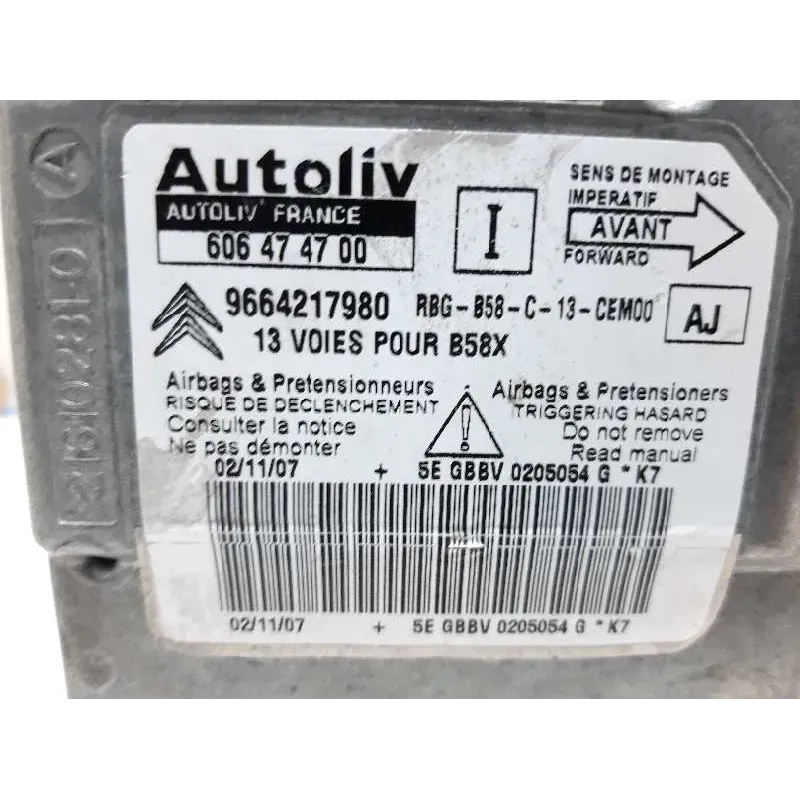 Autoliv
AUTOLIV FRANCE
606 47 47 00
I
SENS DE MONTAGE
IMPERATIF
AVANT
FORWARD
9664217980 RBG-B58-C-13-CEM00 AJ
13 VOIES POUR B58X
Airbags & Pretensionneurs
RISQUE DE DECLENCHEMENT
Consulter la notice
Ne pas démonter
Airbags & Pretensioners
TRIGGERING HASARD
Do not remove
Read manual
02/11/07 + 5E GBBV 0205054 G *K7
02/11/07 + 5E GBBV 0205054 G *K7
A